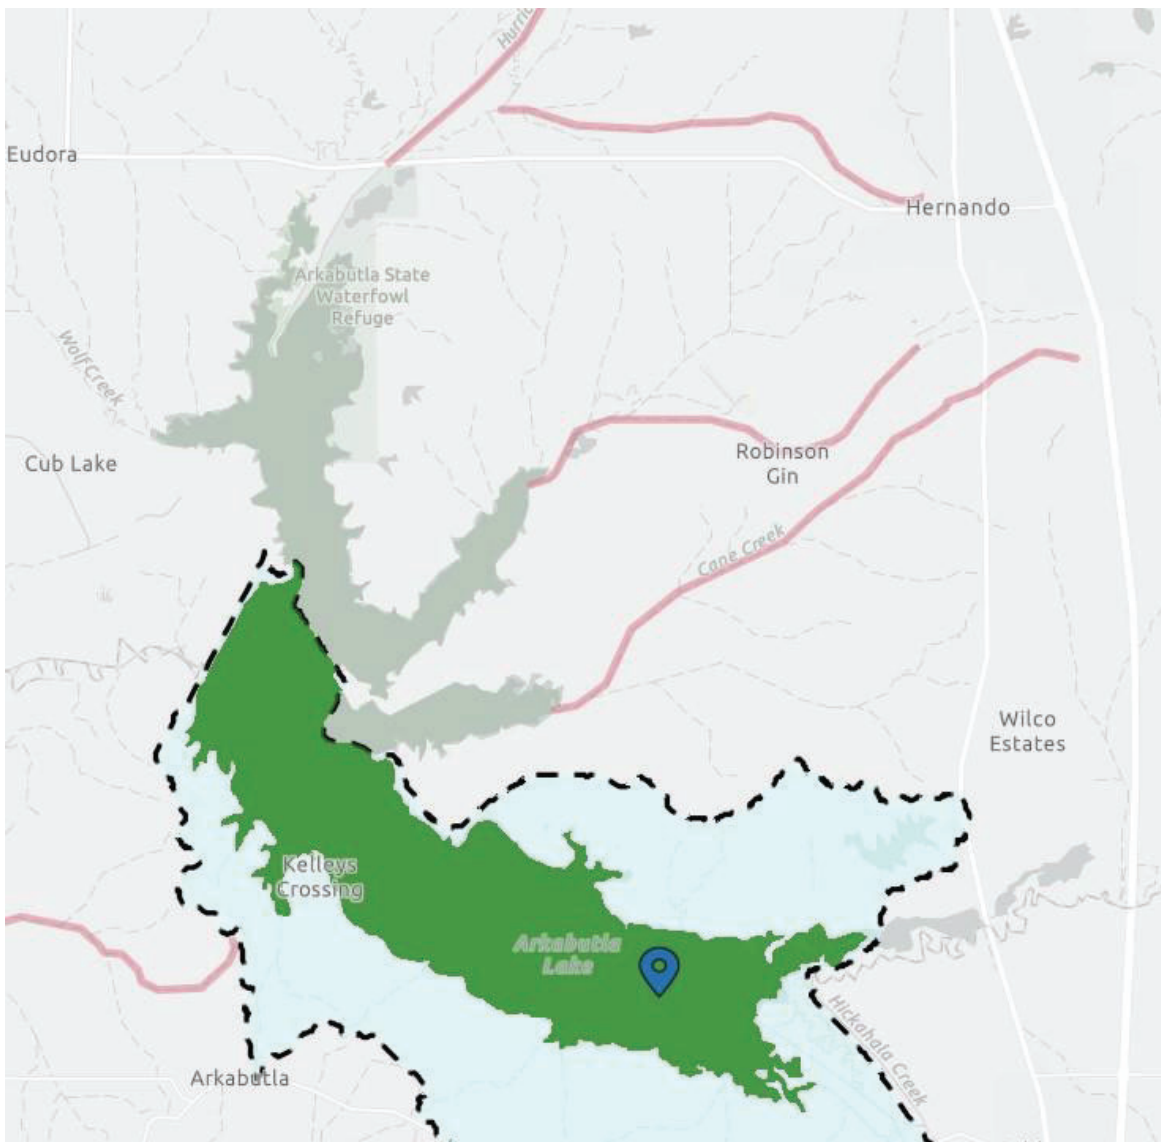 Eudora
Hernando
Arkabutla State
Waterfowl
Refuge
Wolf Creek
Cub Lake
Robinson
Gin
Cane Creek
Wilco
Estates
Kelleys
Crossing
Arkabutla
Lake
Hickahala Creek
Arkabutla